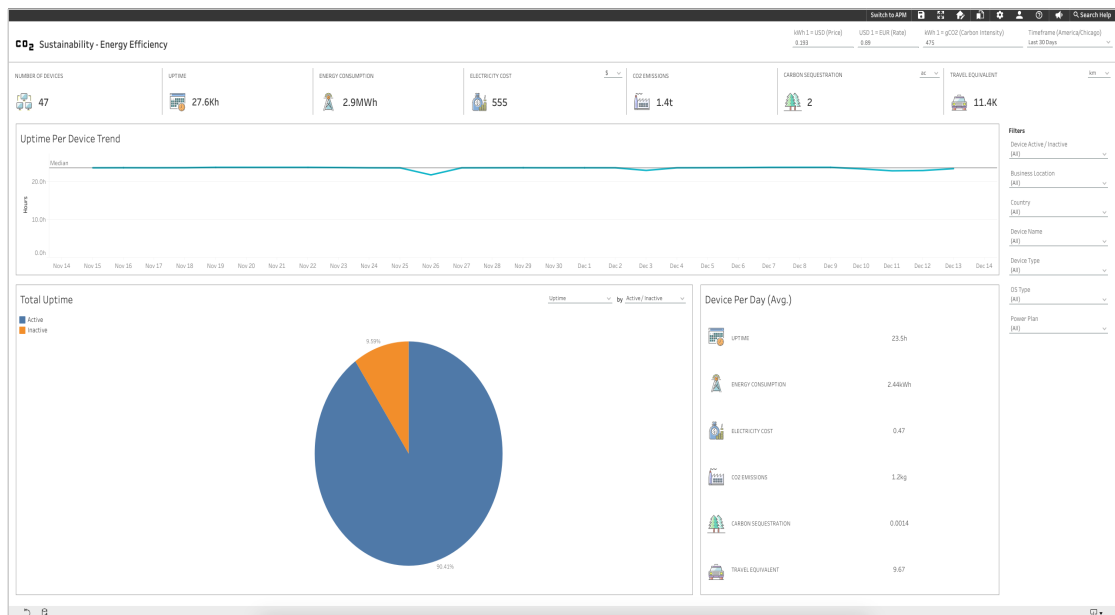 Switch to APM Search Help
CO2 Sustainability - Energy Efficiency
kWh 1 = USD (Price) USD 1 = EUR (Rate) kWh 1 = gCO2 (Carbon Intensity) Timeframe (America/Chicago)
0.193 0.89 475 Last 30 Days
NUMBER OF DEVICES UPTIME ENERGY CONSUMPTION ELECTRICITY COST $ CO2 EMISSIONS CARBON SEQUESTRATION ac TRAVEL EQUIVALENT km
47 27.6Kh 2.9MWh 555 1.4t 2 11.4K
Uptime Per Device Trend
Median
20.0h
10.0h
0.0h
Hours
Nov 14 Nov 15 Nov 16 Nov 17 Nov 18 Nov 19 Nov 20 Nov 21 Nov 22 Nov 23 Nov 24 Nov 25 Nov 26 Nov 27 Nov 28 Nov 29 Nov 30 Dec 1 Dec 2 Dec 3 Dec 4 Dec 5 Dec 6 Dec 7 Dec 8 Dec 9 Dec 10 Dec 11 Dec 12 Dec 13 Dec 14
Filters
Device Active / Inactive
(All)
Business Location
(All)
Country
(All)
Device Name
(All)
Device Type
(All)
OS Type
(All)
Power Plan
(All)
Total Uptime
Uptime by Active / Inactive
Active
Inactive
9.59%
90.41%
Device Per Day (Avg.)
UPTIME 23.5h
ENERGY CONSUMPTION 2.44kWh
ELECTRICITY COST 0.47
CO2 EMISSIONS 1.2kg
CARBON SEQUESTRATION 0.0014
TRAVEL EQUIVALENT 9.67